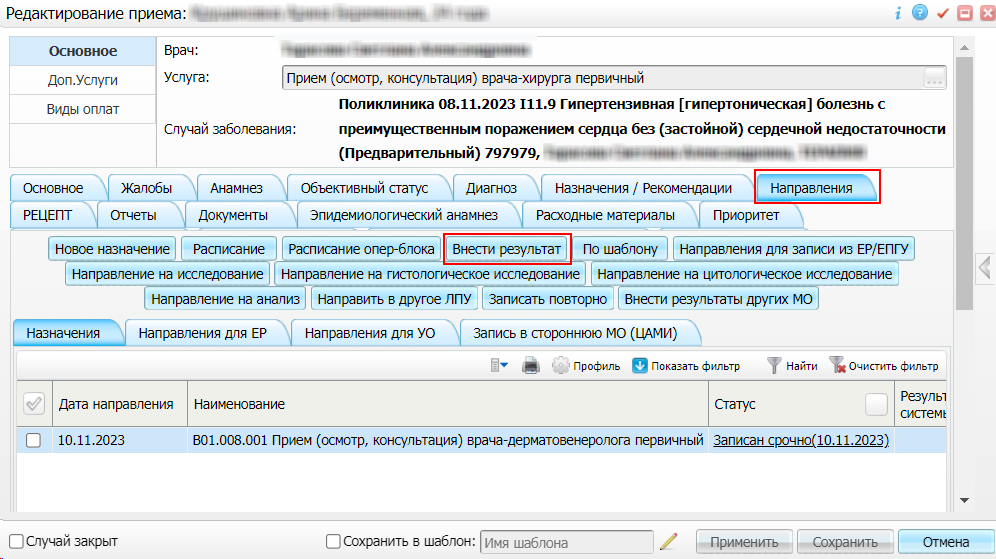 Редактирование приема:
Основное
Доп.Услуги
Виды оплат
Врач:
Услуга: Прием (осмотр, консультация) врача-хирурга первичный ...
Случай заболевания: Поликлиника 08.11.2023 I11.9 Гипертензивная [гипертоническая] болезнь с
преимущественным поражением сердца без (застойной) сердечной недостаточности
(Предварительный) 797979,
Основное Жалобы Анамнез Объективный статус Диагноз Назначения / Рекомендации Направления
РЕЦЕПТ Отчеты Документы Эпидемиологический анамнез Расходные материалы Приоритет
Новое назначение Расписание Расписание опер-блока Внести результат По шаблону Направления для записи из ЕР/ЕПГУ
Направление на исследование Направление на гистологическое исследование Направление на цитологическое исследование
Направление на анализ Направить в другое ЛПУ Записать повторно Внести результаты других МО
Назначения Направления для ЕР Направления для УО Запись в стороннюю МО (ЦАМИ)
Профиль Показать фильтр Найти Очистить фильтр
Дата направления Наименование Статус Результ
системы
10.11.2023 B01.008.001 Прием (осмотр, консультация) врача-дерматовенеролога первичный Записан срочно(10.11.2023)
Случай закрыт Сохранить в шаблон: Имя шаблона Применить Сохранить Отмена